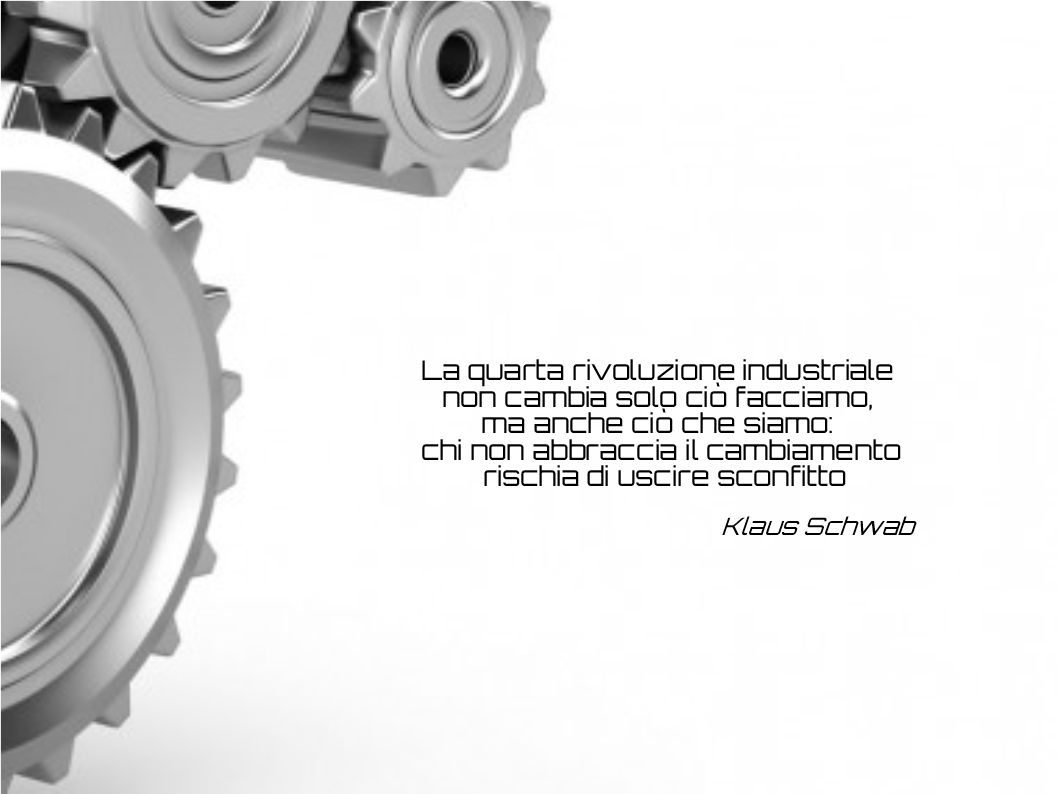 La quarta rivoluzione industriale
non cambia solo ciò facciamo,
ma anche ciò che siamo:
chi non abbraccia il cambiamento
rischia di uscire sconfitto
Klaus Schwab